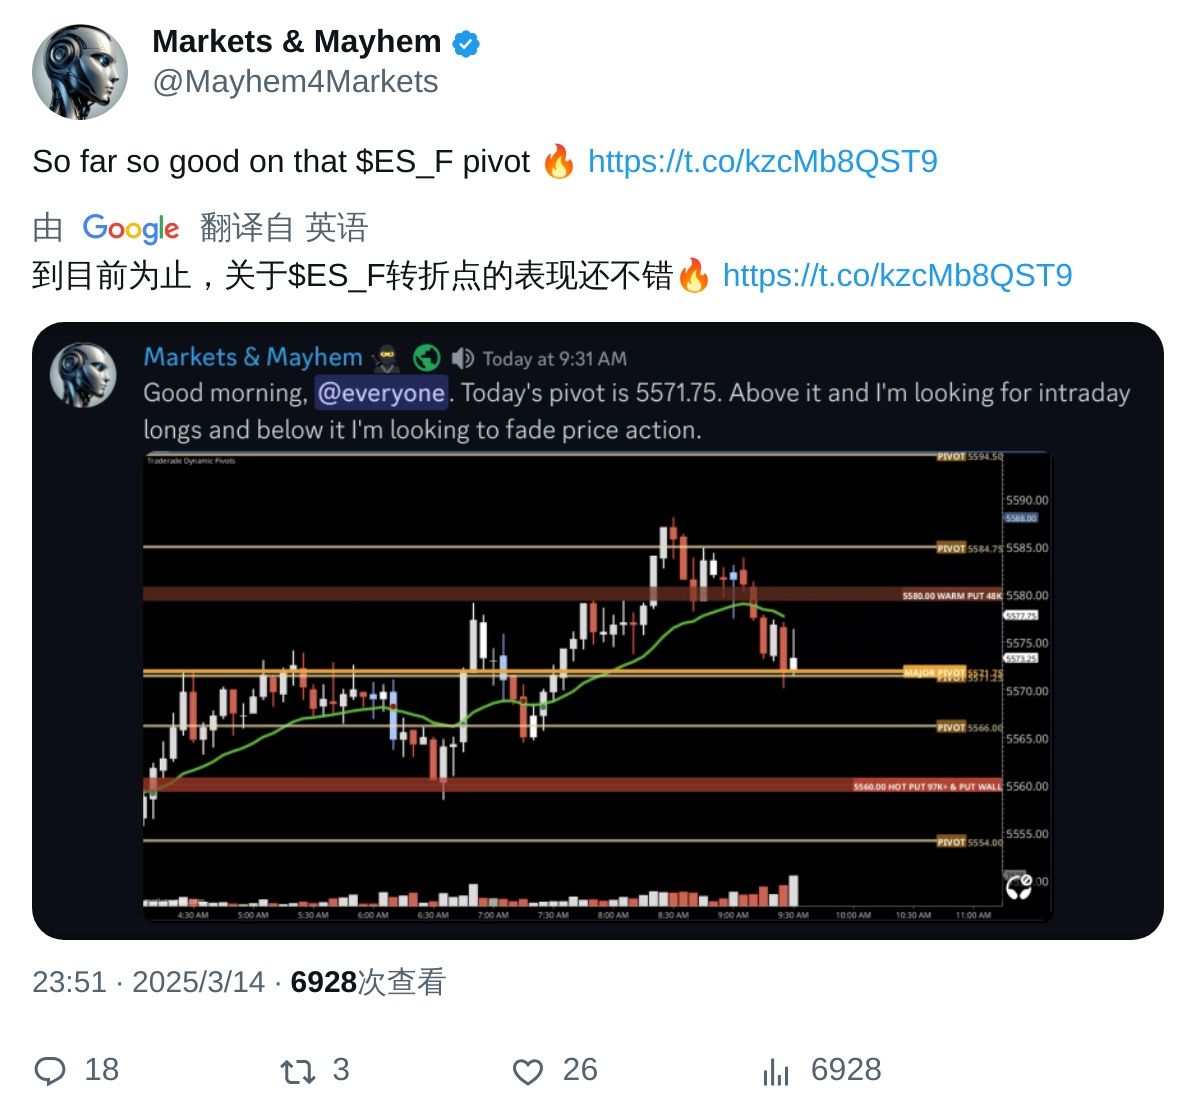 Markets & Mayhem
@Mayhem4Markets
So far so good on that $ES_F pivot 🔥 https://t.co/kzcMb8QST9
由 Google 翻译自 英语
到目前为止，关于$ES_F转折点的表现还不错🔥 https://t.co/kzcMb8QST9
Markets & Mayhem Today at 9:31 AM
Good morning, @everyone. Today's pivot is 5571.75. Above it and I'm looking for intraday
longs and below it I'm looking to fade price action.
Traderade Dynamic Pivots
PIVOT 5594.50
5590.00
5588.00
PIVOT 5584.75 5585.00
5580.00 WARM PUT 48K 5580.00
5577.75
5575.00
5573.25
MAJOR PIVOT 5571.75
PIVOT 5571.25
5570.00
PIVOT 5566.00
5565.00
5560.00 HOT PUT 97K+ & PUT WALL 5560.00
5555.00
PIVOT 5554.00
4:30 AM 5:00 AM 5:30 AM 6:00 AM 6:30 AM 7:00 AM 7:30 AM 8:00 AM 8:30 AM 9:00 AM 9:30 AM 10:00 AM 10:30 AM 11:00 AM
23:51 · 2025/3/14 · 6928次查看
18 3 26 6928